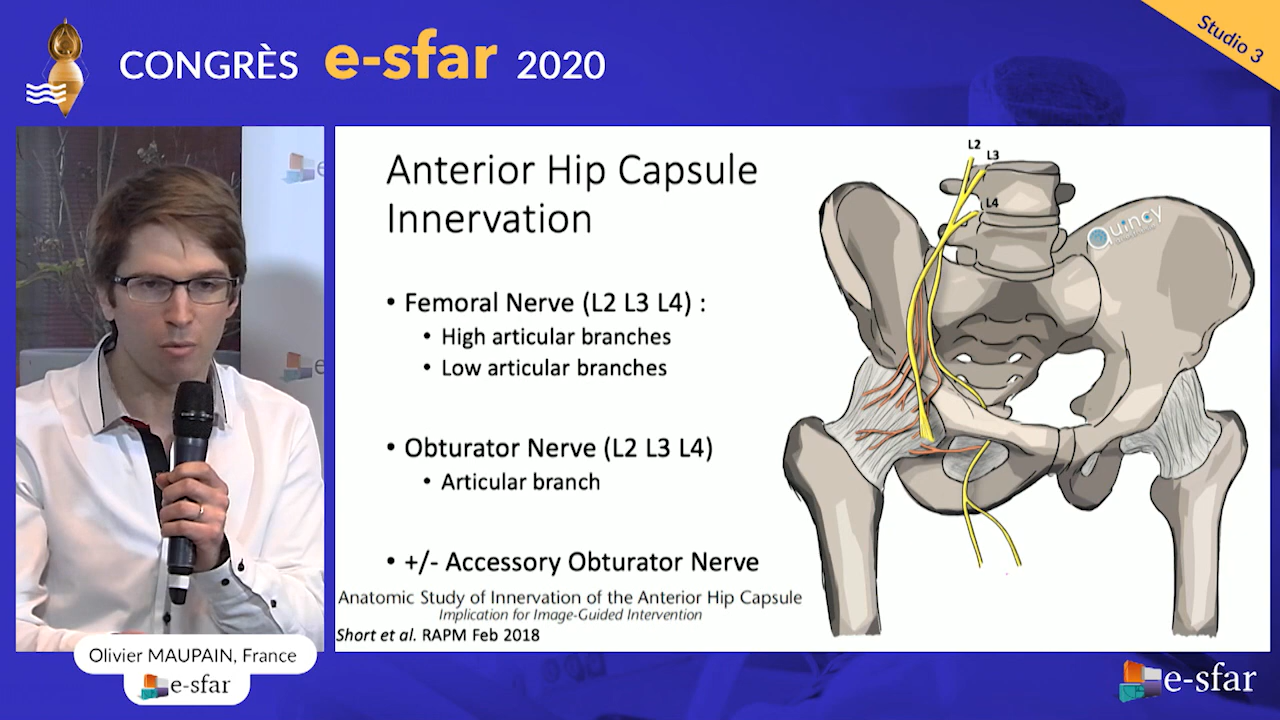 CONGRÈS e-sfar 2020
Studio 3
Anterior Hip Capsule
Innervation
• Femoral Nerve (L2 L3 L4) :
• High articular branches
• Low articular branches
• Obturator Nerve (L2 L3 L4)
• Articular branch
• +/- Accessory Obturator Nerve
Anatomic Study of Innervation of the Anterior Hip Capsule
Implication for Image-Guided Intervention
Short et al. RAPM Feb 2018
L2
L3
L4
Quincy
Olivier MAUPAIN, France
e-sfar
e-sfar